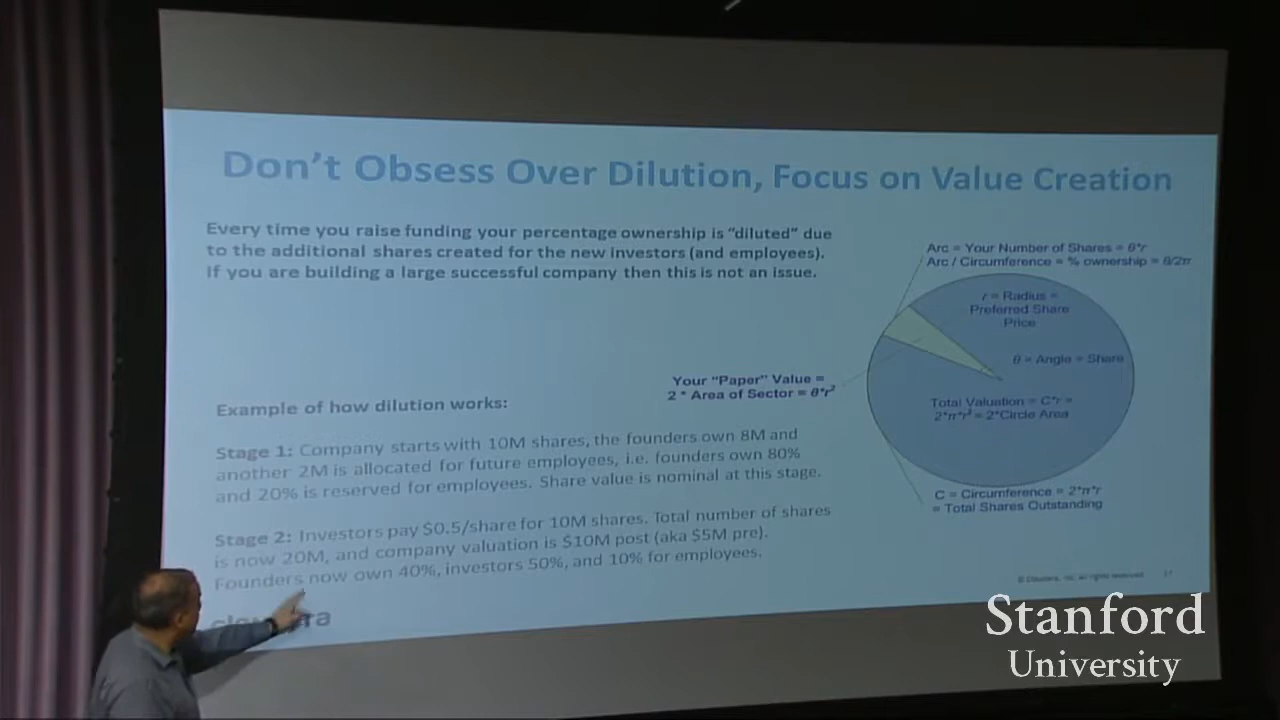 Don't Obsess Over Dilution, Focus on Value Creation
Every time you raise funding your percentage ownership is "diluted" due
to the additional shares created for the new investors (and employees).
If you are building a large successful company then this is not an issue.
Arc = Your Number of Shares = θ*r
Arc / Circumference = % ownership = θ/2π
r = Radius =
Preferred Share
Price
θ = Angle = Share
Your "Paper" Value =
2 * Area of Sector = θ*r²
Total Valuation = C*r =
2*π*r² = 2*Circle Area
C = Circumference = 2*π*r
= Total Shares Outstanding
Example of how dilution works:
Stage 1: Company starts with 10M shares, the founders own 8M and
another 2M is allocated for future employees, i.e. founders own 80%
and 20% is reserved for employees. Share value is nominal at this stage.
Stage 2: Investors pay $0.5/share for 10M shares. Total number of shares
is now 20M, and company valuation is $10M post (aka $5M pre).
Founders now own 40%, investors 50%, and 10% for employees.
© Cloudera, Inc. All rights reserved.
Stanford
University